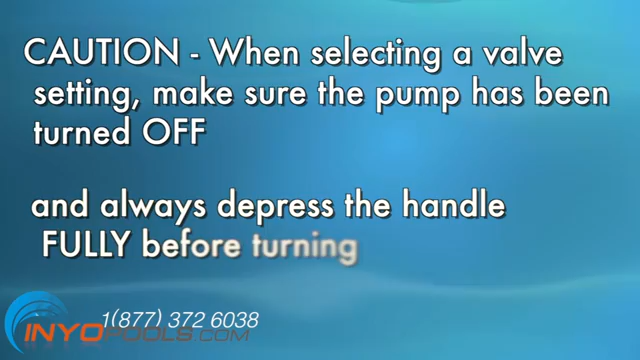 CAUTION - When selecting a valve
setting, make sure the pump has been
turned OFF
and always depress the handle
FULLY before turning
1(877) 372 6038
INYOPOOLS.COM